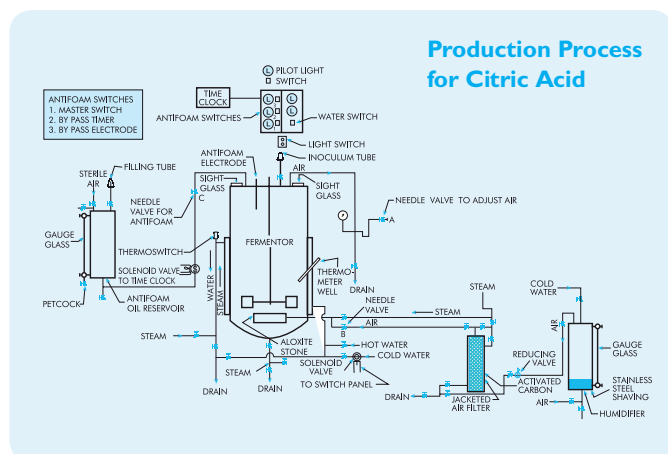 Production Process
for Citric Acid
PILOT LIGHT
SWITCH
L
L
L
L
L
L
TIME
CLOCK
ANTIFOAM SWITCHES
WATER SWITCH
ANTIFOAM SWITCHES
1. MASTER SWITCH
2. BY PASS TIMER
3. BY PASS ELECTRODE
LIGHT SWITCH
INOCULUM TUBE
ANTIFOAM
ELECTRODE
AIR
FILLING TUBE
STERILE
AIR
SIGHT
GLASS
SIGHT
GLASS
NEEDLE
VALVE FOR
ANTIFOAM
C
NEEDLE VALVE TO ADJUST AIR
A
GAUGE
GLASS
THERMOSWITCH
FERMENTOR
SOLENOID VALVE
TO TIME CLOCK
S
WATER
STEAM
THERMO-
METER
WELL
DRAIN
PETCOCK
ANTIFOAM
OIL RESERVOIR
NEEDLE
VALVE
STEAM
STEAM
COLD
WATER
AIR
B
AIR
STEAM
ALOXITE
STONE
HOT WATER
COLD WATER
SOLENOID
VALVE
TO SWITCH PANEL
STEAM
DRAIN
DRAIN
DRAIN
JACKETED
AIR FILTER
ACTIVATED
CARBON
REDUCING
VALVE
GAUGE
GLASS
STAINLESS
STEEL
SHAVING
AIR
HUMIDIFIER